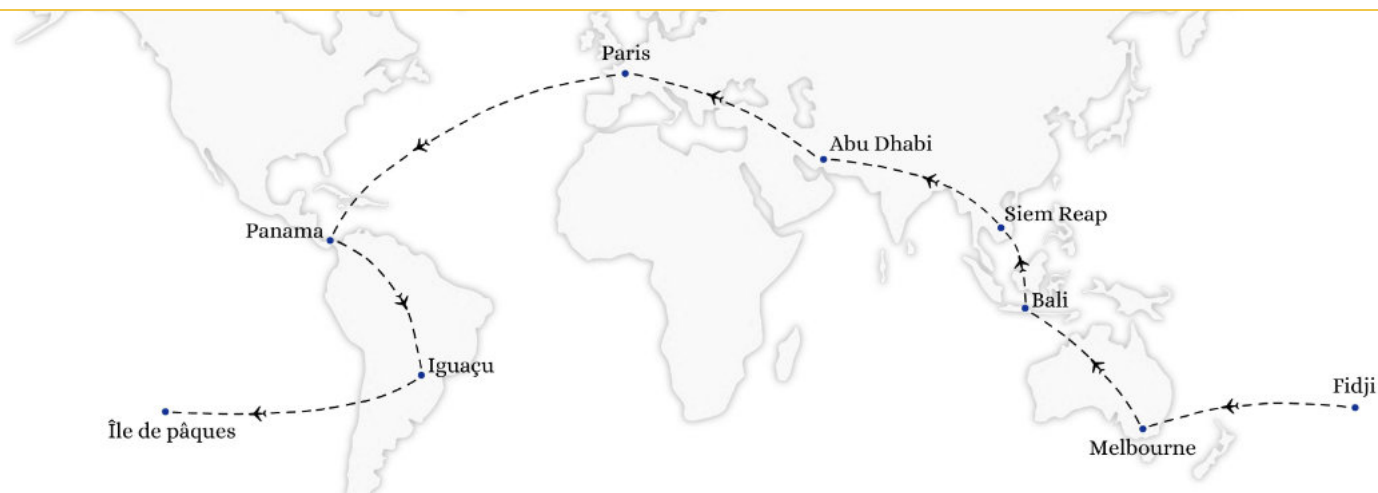 Paris
Abu Dhabi
Siem Reap
Panama
Bali
Iguaçu
Fidji
Île de pâques
Melbourne